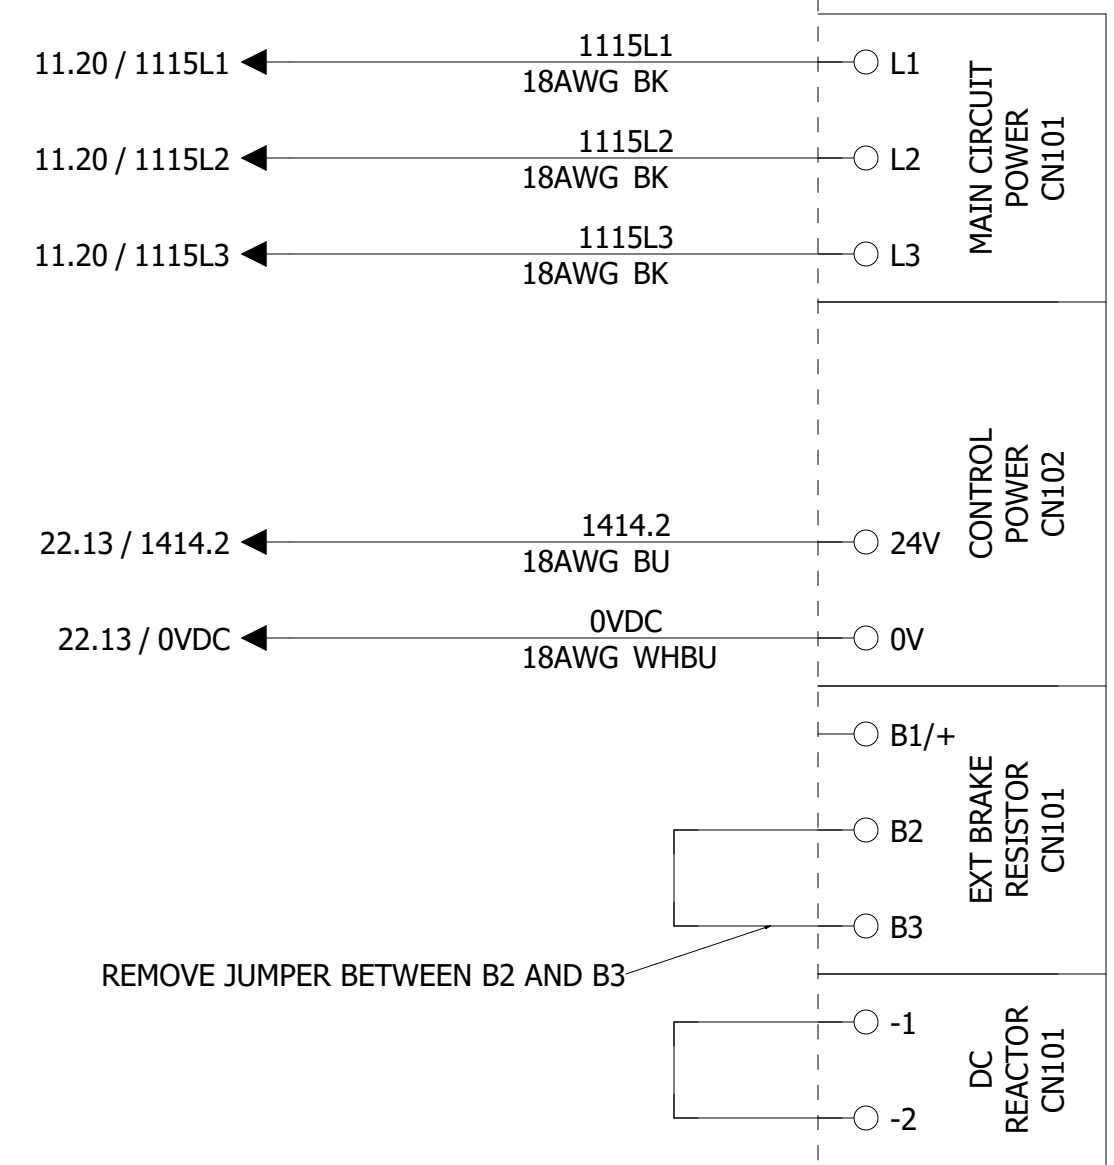 1115L1
11.20 / 1115L1
18AWG BK
L1
1115L2
11.20 / 1115L2
18AWG BK
L2
1115L3
11.20 / 1115L3
18AWG BK
L3
MAIN CIRCUIT
POWER
CN101
1414.2
22.13 / 1414.2
18AWG BU
24V
0VDC
22.13 / 0VDC
18AWG WHBU
0V
CONTROL
POWER
CN102
B1/+
B2
B3
EXT BRAKE
RESISTOR
CN101
REMOVE JUMPER BETWEEN B2 AND B3
-1
-2
DC
REACTOR
CN101